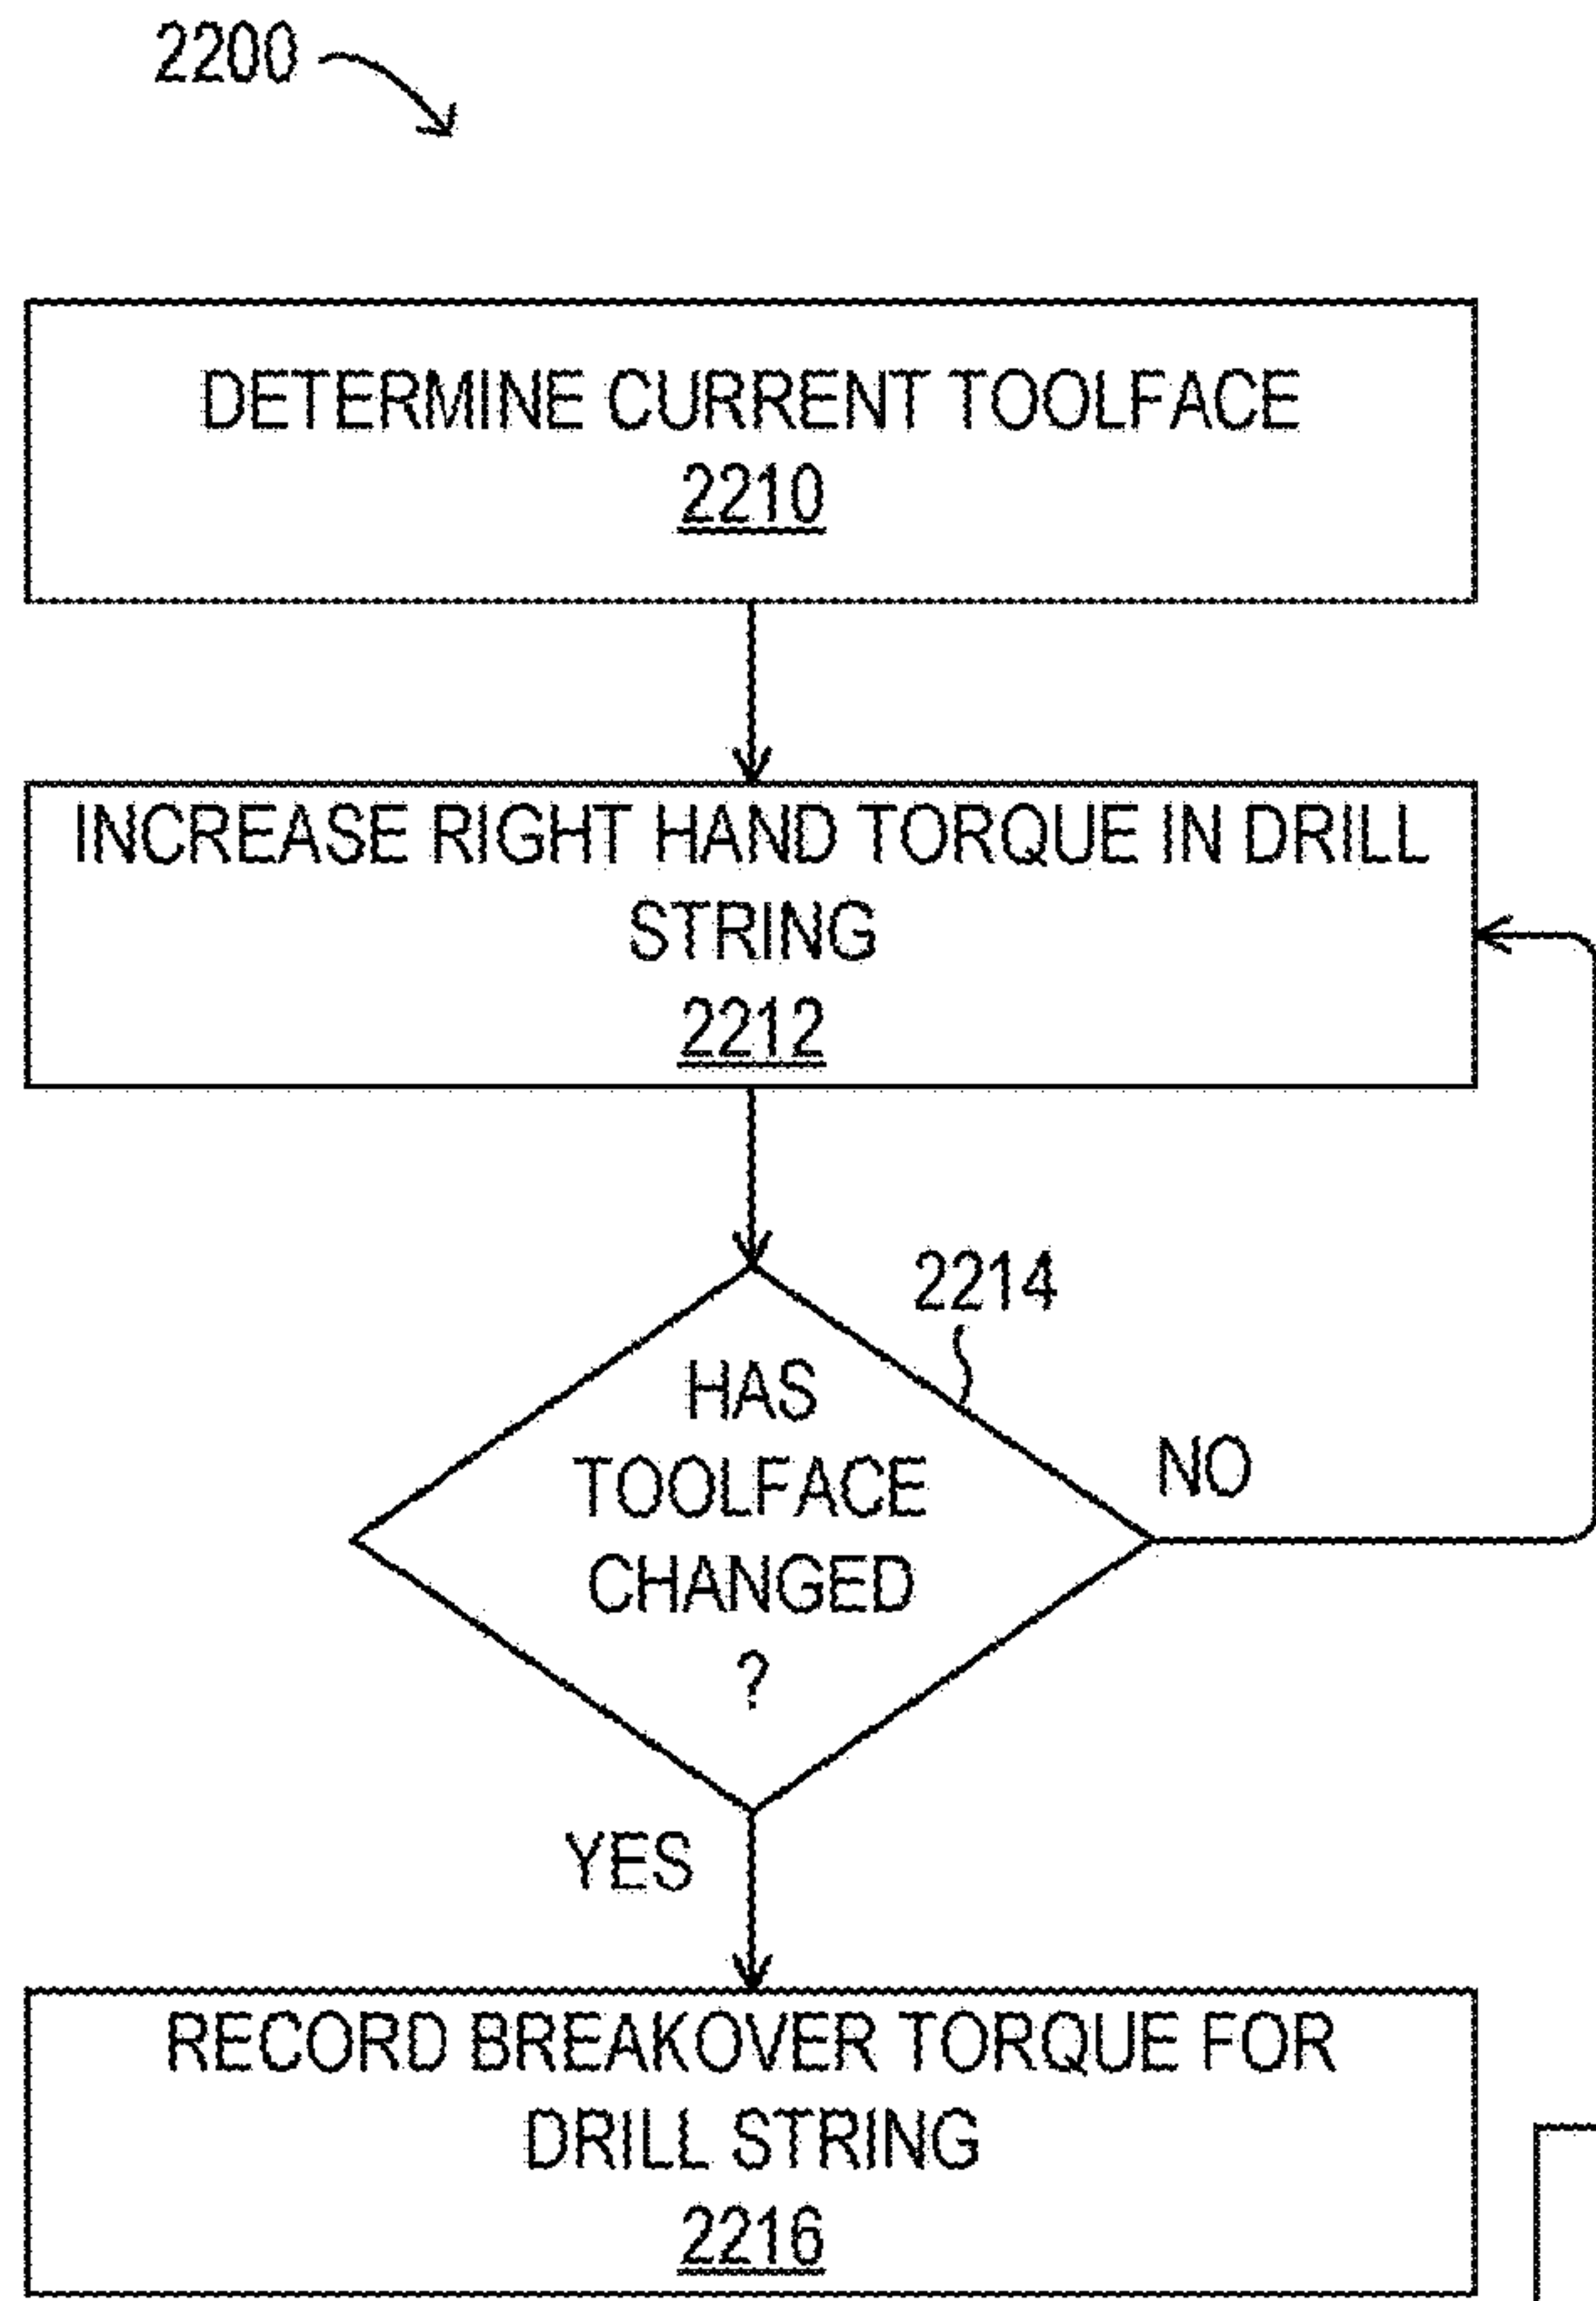 2200
DETERMINE CURRENT TOOLFACE
2210
INCREASE RIGHT HAND TORQUE IN DRILL
STRING
2212
2214
HAS
TOOLFACE
CHANGED
?
NO
YES
RECORD BREAKOVER TORQUE FOR
DRILL STRING
2216